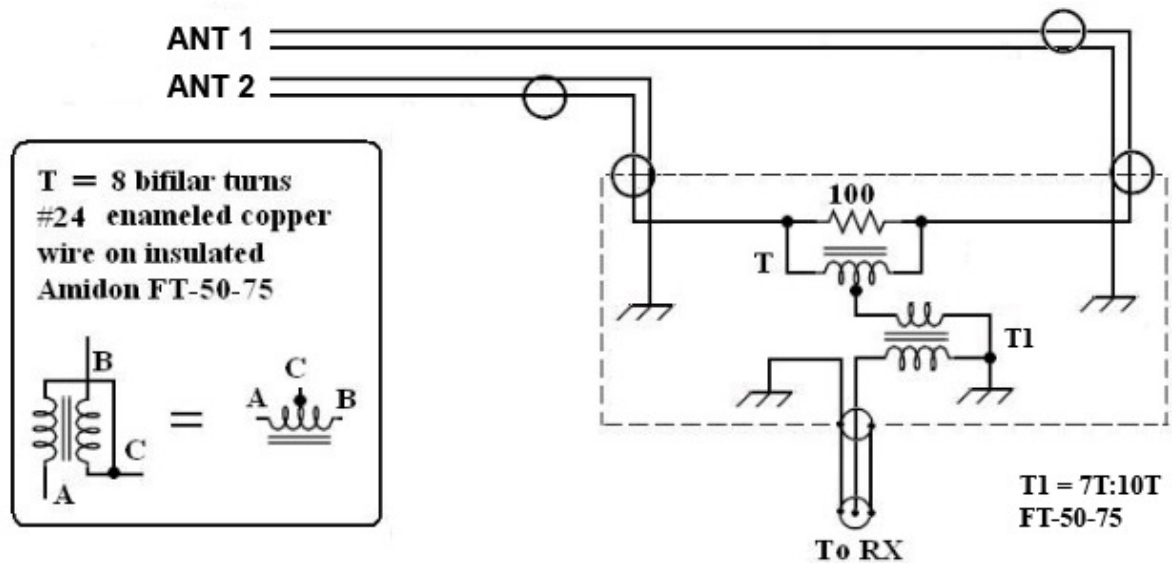 ANT 1
ANT 2
T = 8 bifilar turns
#24 enameled copper
wire on insulated
Amidon FT-50-75
B
C
A
=
C
A B
100
T
T1
T1 = 7T:10T
FT-50-75
To RX